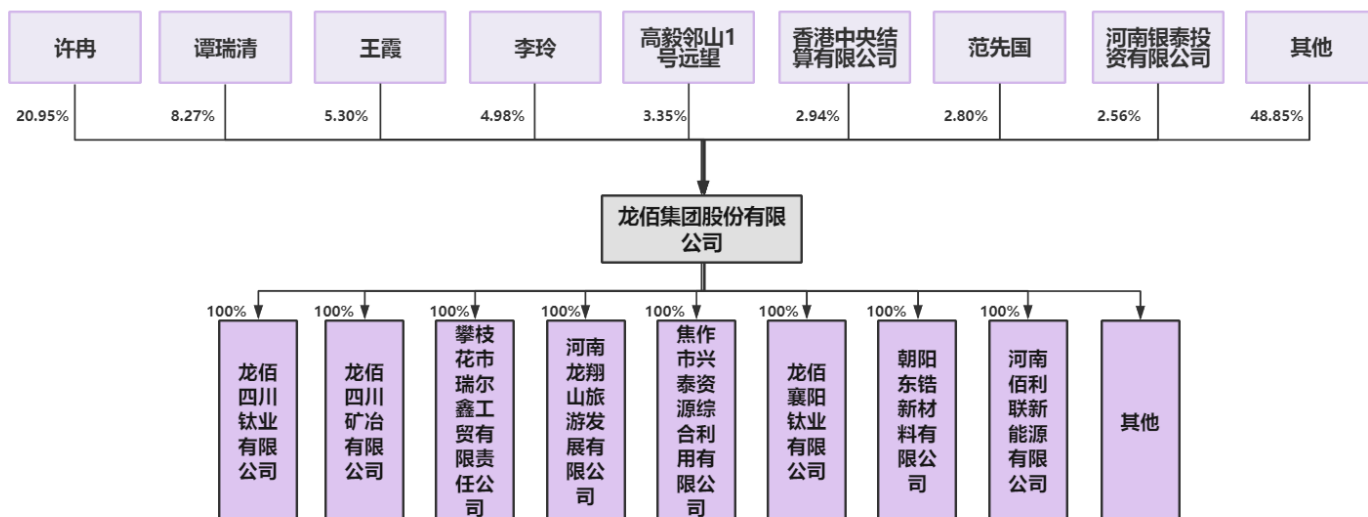 许冉
谭瑞清
王霞
李玲
高毅邻山1
号远望
香港中央结
算有限公司
范先国
河南银泰投
资有限公司
其他
20.95%
8.27%
5.30%
4.98%
3.35%
2.94%
2.80%
2.56%
48.85%
龙佰集团股份有限
公司
100%
100%
100%
100%
100%
100%
100%
100%
龙佰
四川
钛业
有限
公司
龙佰
四川
矿冶
有限
公司
攀枝
花市
瑞尔
鑫工
贸有
限责
任公
司
河南
龙翔
山旅
游发
展有
限公
司
焦作
市兴
泰资
源综
合利
用有
限公
司
龙佰
襄阳
钛业
有限
公司
朝阳
东锆
新材
料有
限公
司
河南
佰利
联新
能源
有限
公司
其他